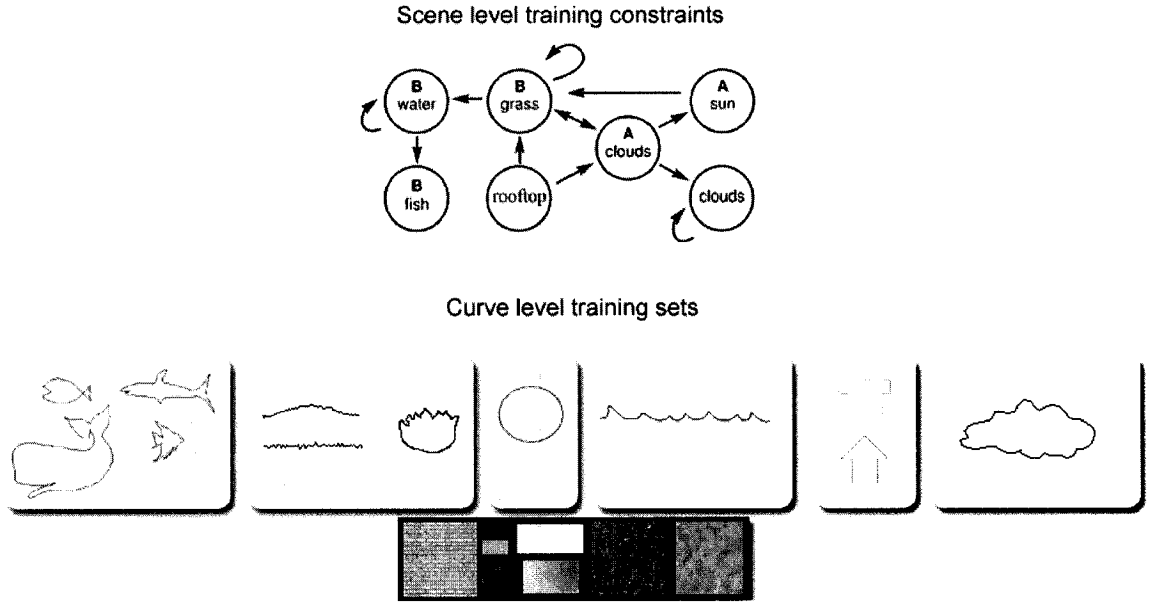 Scene level training constraints
B
water
B
grass
A
sun
A
clouds
B
fish
rooftop
clouds
Curve level training sets